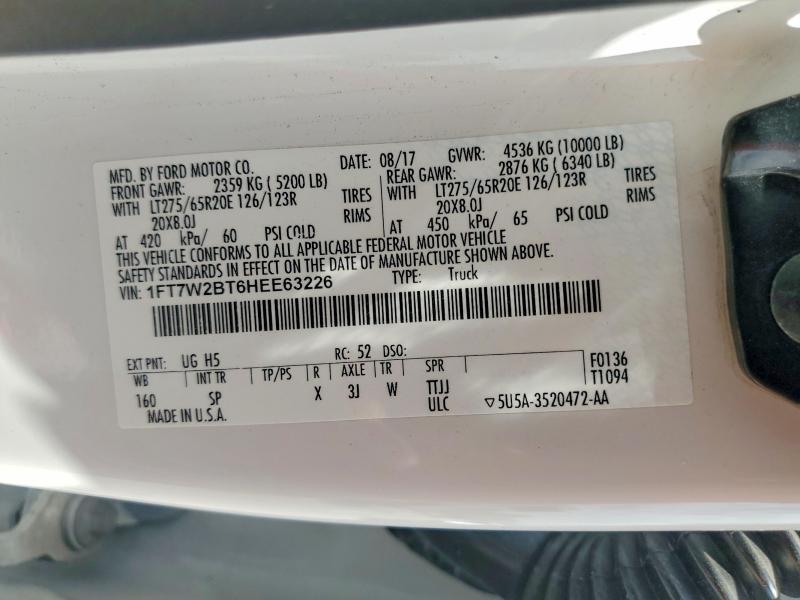 MFD. BY FORD MOTOR CO. DATE: 08/17 GVWR: 4536 KG (10000 LB)
FRONT GAWR: 2359 KG ( 5200 LB) REAR GAWR: 2876 KG ( 6340 LB)
WITH LT275/65R20E 126/123R TIRES WITH LT275/65R20E 126/123R TIRES
20X8.0J RIMS 20X8.0J RIMS
AT 420 kPa/ 60 PSI COLD AT 450 kPa/ 65 PSI COLD
THIS VEHICLE CONFORMS TO ALL APPLICABLE FEDERAL MOTOR VEHICLE
SAFETY STANDARDS IN EFFECT ON THE DATE OF MANUFACTURE SHOWN ABOVE.
VIN: 1FT7W2BT6HEE63226 TYPE: Truck
EXT PNT: UG H5 RC: 52 DSO: F0136
WB INT TR TP/PS R AXLE TR SPR T1094
160 SP X 3J W TTJJ
ULC ▽5U5A-3520472-AA
MADE IN U.S.A.